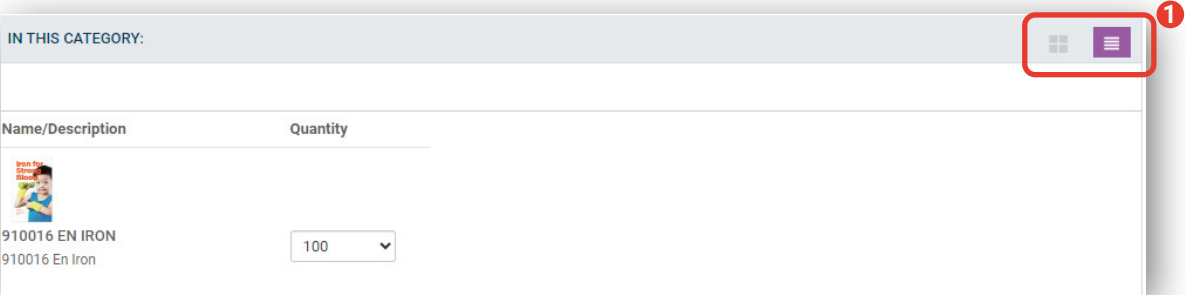 1
IN THIS CATEGORY:
Name/Description Quantity
Iron for
Strong
Blood
910016 EN IRON
100
910016 En Iron